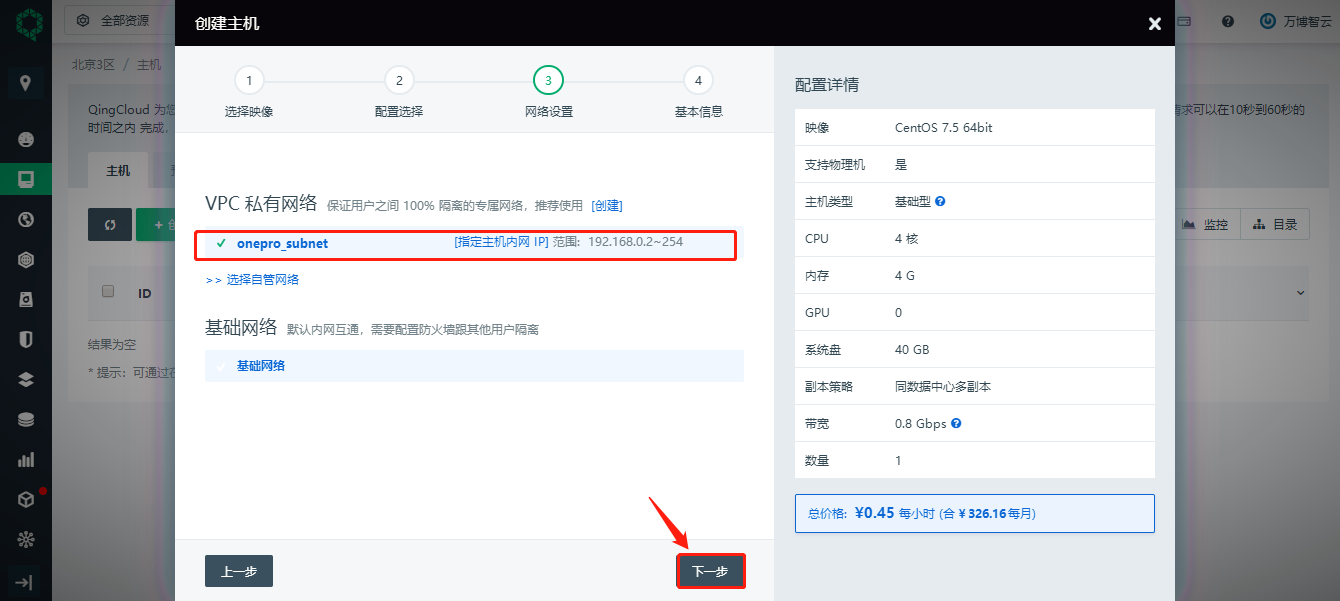 全部资源
创建主机
万博智云
北京3区 / 主机
QingCloud 为您
请求可以在10秒到60秒的
时间之内 完成，
主机
1
2
3
4
选择映像
配置选择
网络设置
基本信息
VPC 私有网络 保证用户之间 100% 隔离的专属网络，推荐使用 [创建]
onepro_subnet [指定主机内网 IP] 范围: 192.168.0.2~254
>> 选择自管网络
基础网络 默认内网互通，需要配置防火墙跟其他用户隔离
基础网络
上一步
下一步
+ 创
监控
目录
ID
结果为空
* 提示：可通过在
配置详情
映像 CentOS 7.5 64bit
支持物理机 是
主机类型 基础型
CPU 4 核
内存 4 G
GPU 0
系统盘 40 GB
副本策略 同数据中心多副本
带宽 0.8 Gbps
数量 1
总价格: ¥0.45 每小时 (合 ¥ 326.16每月)